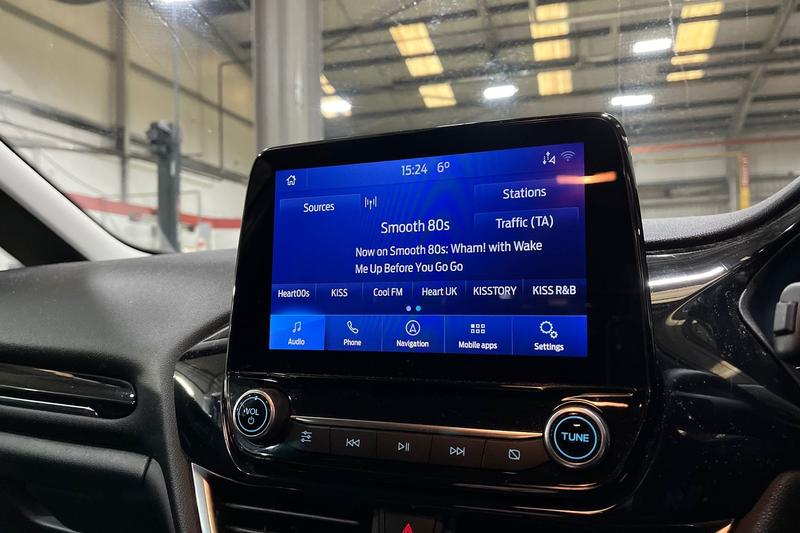 15:24 6º
Sources
Stations
Smooth 80s
Traffic (TA)
Now on Smooth 80s: Wham! with Wake
Me Up Before You Go Go
Heart00s KISS Cool FM Heart UK KISSTORY KISS R&B
Audio Phone Navigation Mobile apps Settings
VOL
TUNE